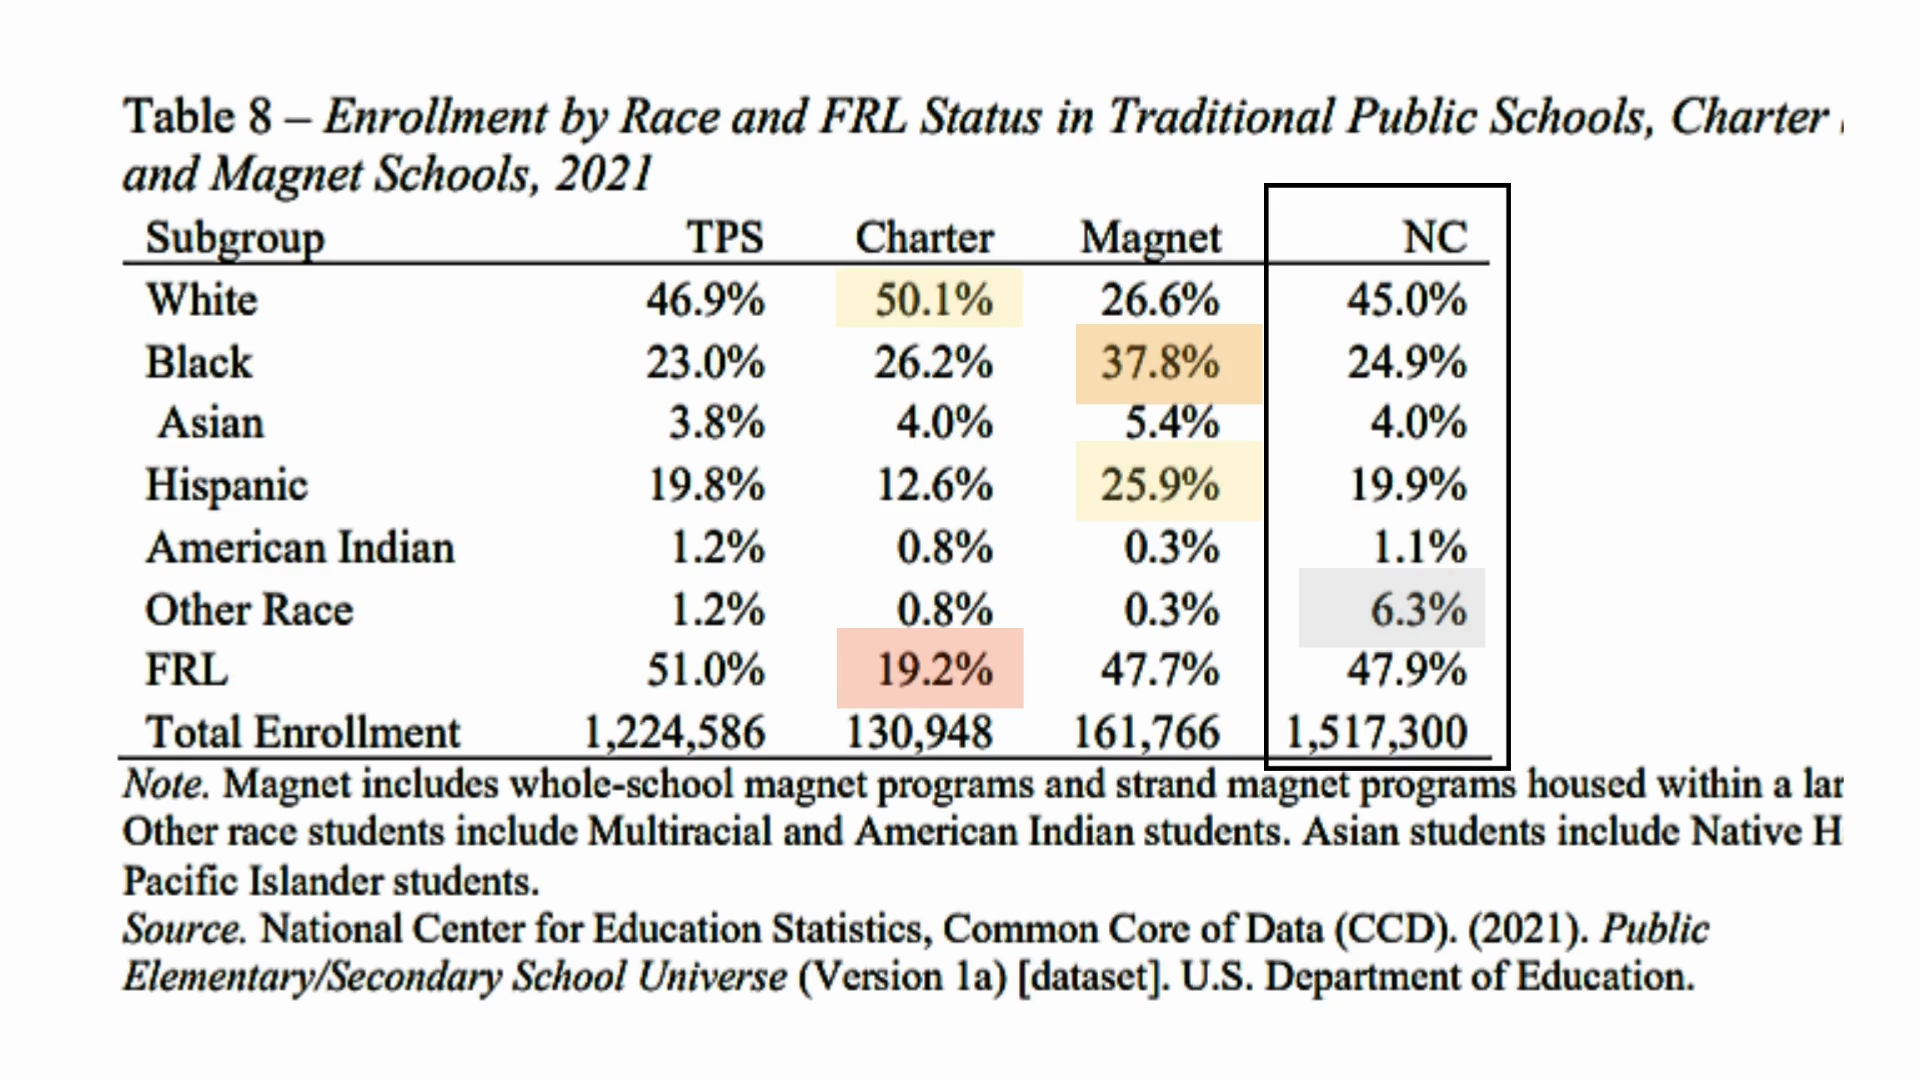 Table 8 – Enrollment by Race and FRL Status in Traditional Public Schools, Charter
and Magnet Schools, 2021
Subgroup TPS Charter Magnet NC
White 46.9% 50.1% 26.6% 45.0%
Black 23.0% 26.2% 37.8% 24.9%
Asian 3.8% 4.0% 5.4% 4.0%
Hispanic 19.8% 12.6% 25.9% 19.9%
American Indian 1.2% 0.8% 0.3% 1.1%
Other Race 1.2% 0.8% 0.3% 6.3%
FRL 51.0% 19.2% 47.7% 47.9%
Total Enrollment 1,224,586 130,948 161,766 1,517,300
Note. Magnet includes whole-school magnet programs and strand magnet programs housed within a lar
Other race students include Multiracial and American Indian students. Asian students include Native H
Pacific Islander students.
Source. National Center for Education Statistics, Common Core of Data (CCD). (2021). Public
Elementary/Secondary School Universe (Version 1a) [dataset]. U.S. Department of Education.